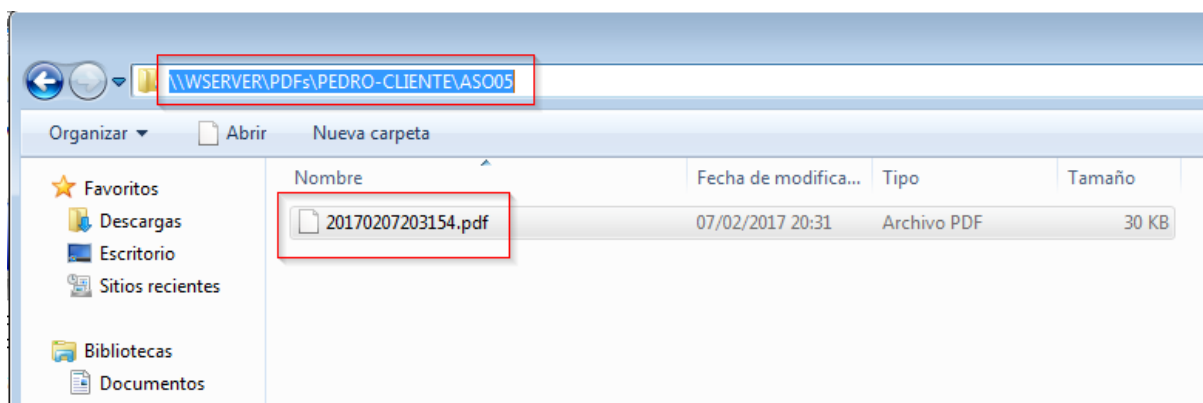 \\WSERVER\PDFs\PEDRO-CLIENTE\ASO05
Organizar Abrir Nueva carpeta
Nombre Fecha de modifica... Tipo Tamaño
20170207203154.pdf 07/02/2017 20:31 Archivo PDF 30 KB
Favoritos
Descargas
Escritorio
Sitios recientes
Bibliotecas
Documentos